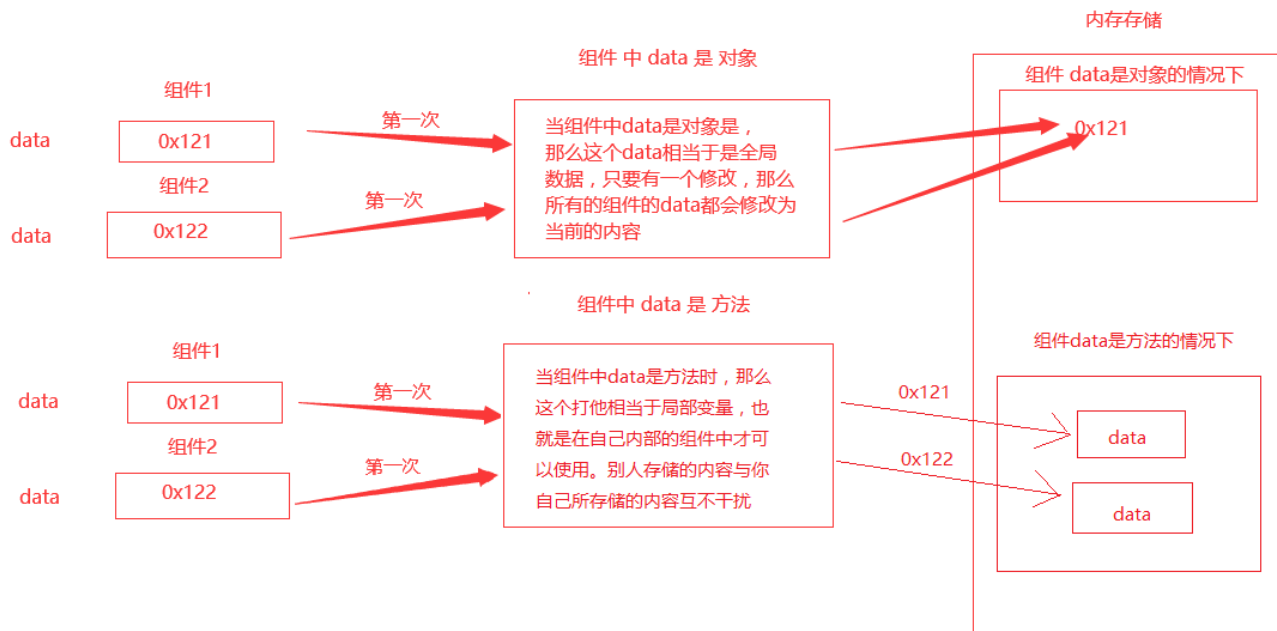 内存存储
组件 中 data 是 对象
组件 data是对象的情况下
组件1
第一次
data
0x121
当组件中data是对象是，
那么这个data相当于是全局
数据，只要有一个修改，那么
所有的组件的data都会修改为
当前的内容
0x121
组件2
第一次
data
0x122
组件中 data 是 方法
组件data是方法的情况下
组件1
第一次
data
0x121
当组件中data是方法时，那么
这个打他相当于局部变量，也
就是在自己内部的组件中才可
以使用。别人存储的内容与你
自己所存储的内容互不干扰
0x121
data
组件2
第一次
data
0x122
0x122
data